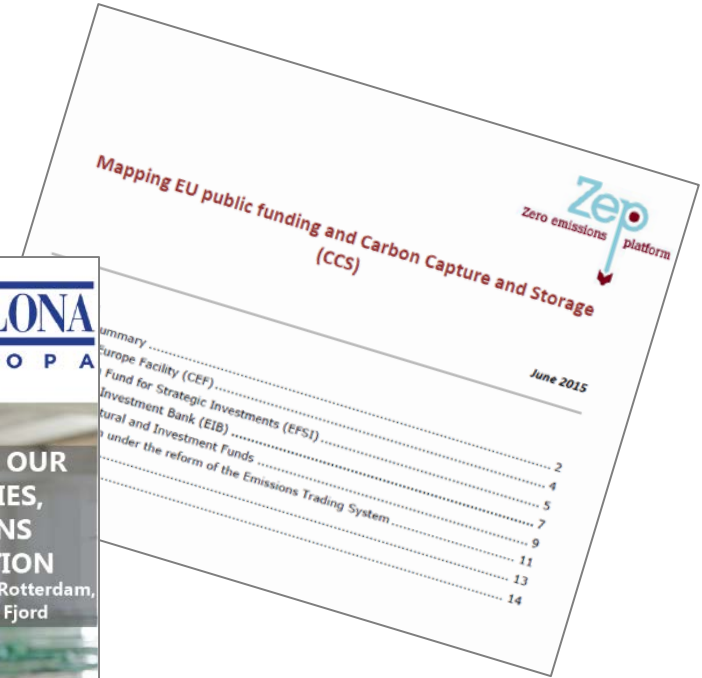 Zep
Zero emissions platform
Mapping EU public funding and Carbon Capture and Storage
(CCS)
June 2015
ummary .......... 2
Europe Facility (CEF) .......... 4
Fund for Strategic Investments (EFSI) .......... 5
Investment Bank (EIB) .......... 7
tural and Investment Funds .......... 9
under the reform of the Emissions Trading System .......... 11
.......... 13
.......... 14
LONA
O P A
OUR
IES,
NS
ION
Rotterdam,
Fjord